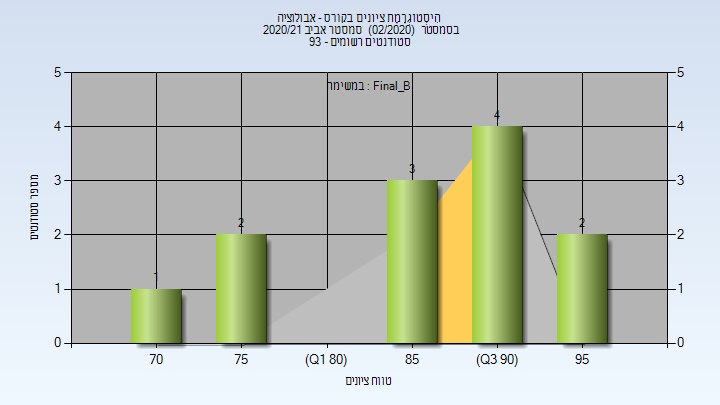 היסטוגרמת ציונים בקורס - אבולוציה
בסמסטר (02/2020) סמסטר אביב 2020/21
סטודנטים רשומים - 93
במשימה : Final_B
מספר סטודנטים
5
4
3
2
1
0
5
4
3
2
1
0
1
2
3
4
2
70
75
(Q1 80)
85
(Q3 90)
95
טווח ציונים